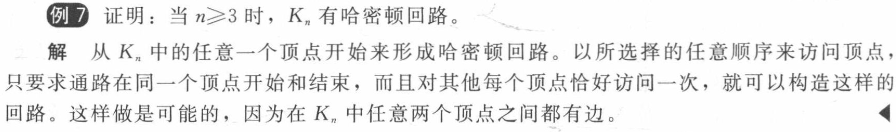 例7 证明：当 n≥3 时，Kₙ 有哈密顿回路。
解 从 Kₙ 中的任意一个顶点开始来形成哈密顿回路。以所选择的任意顺序来访问顶点，
只要求通路在同一个顶点开始和结束，而且对其他每个顶点恰好访问一次，就可以构造这样的
回路。这样做是可能的，因为在 Kₙ 中任意两个顶点之间都有边。 ◀